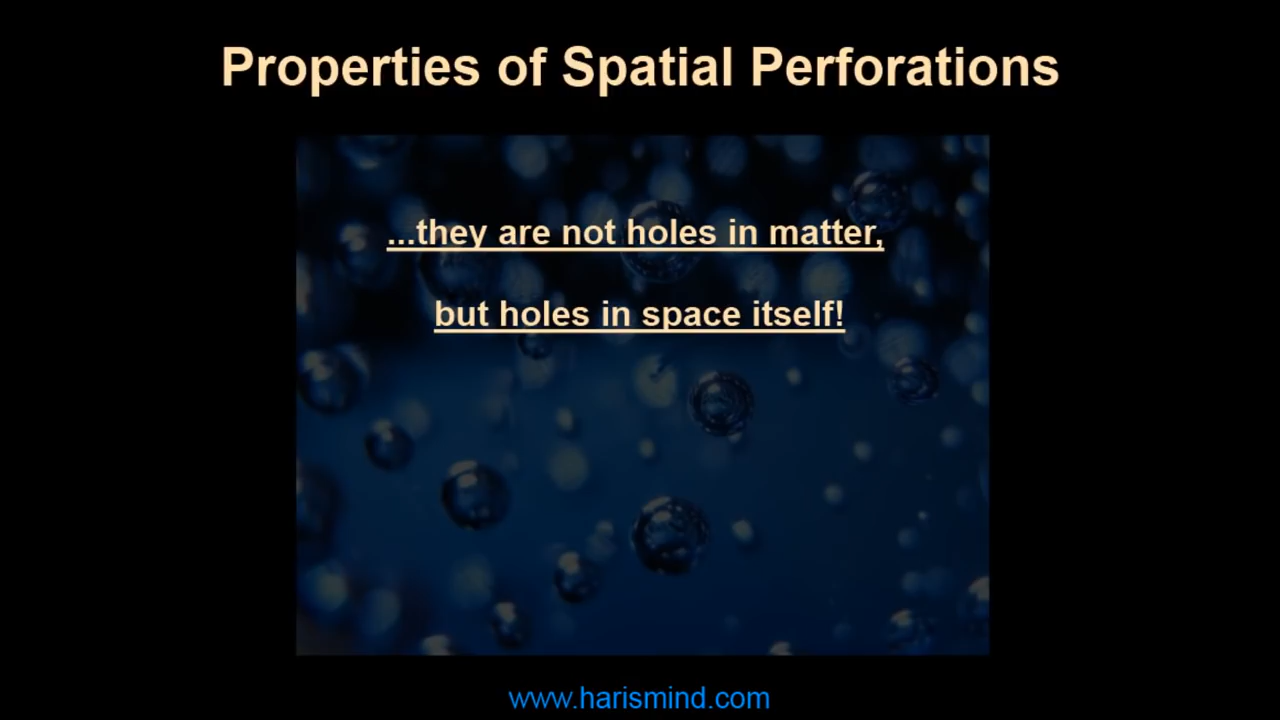 Properties of Spatial Perforations
...they are not holes in matter,
but holes in space itself!
www.harismind.com